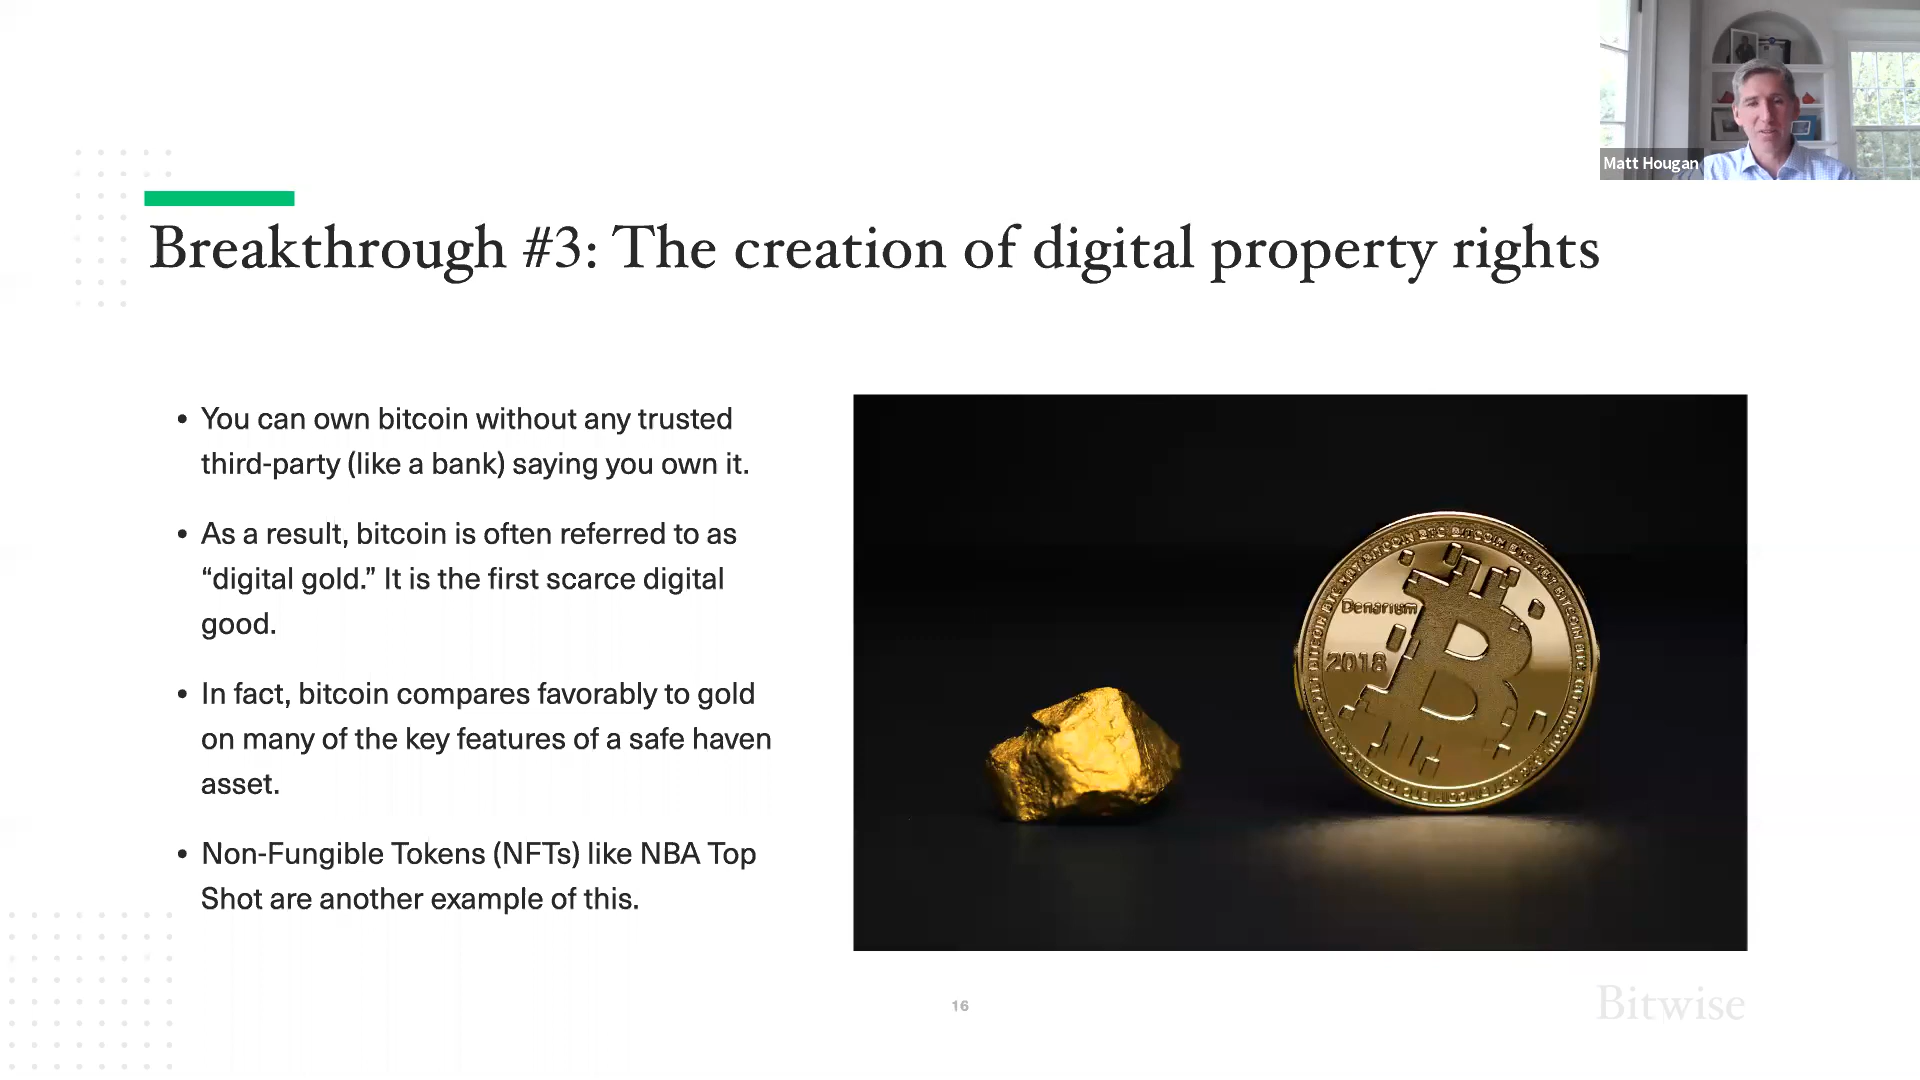 Matt Hougan
Breakthrough #3: The creation of digital property rights
• You can own bitcoin without any trusted
third-party (like a bank) saying you own it.
• As a result, bitcoin is often referred to as
“digital gold.” It is the first scarce digital
good.
• In fact, bitcoin compares favorably to gold
on many of the key features of a safe haven
asset.
• Non-Fungible Tokens (NFTs) like NBA Top
Shot are another example of this.
Denarium
2018
16
Bitwise